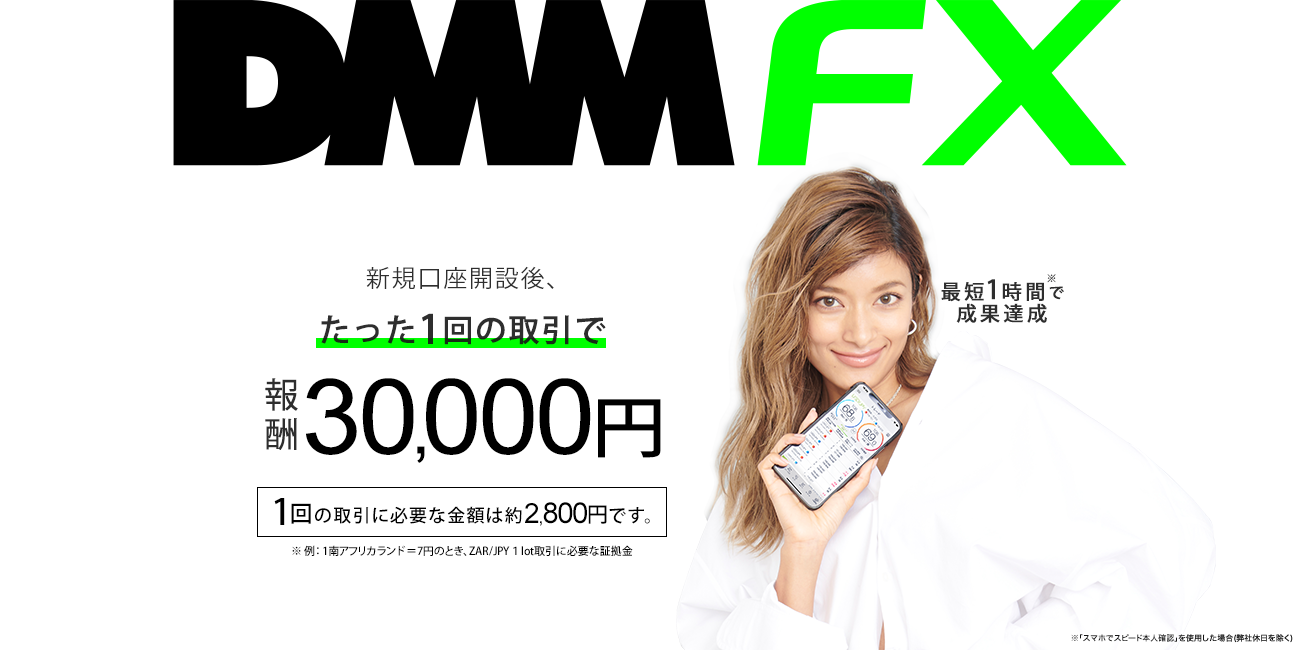 DMM FX
新規口座開設後、
たった1回の取引で
報酬30,000円
1回の取引に必要な金額は約2,800円です。
※ 例：1南アフリカランド＝7円のとき、ZAR/JPY 1 lot取引に必要な証拠金
最短1時間※で
成果達成
※「スマホでスピード本人確認」を使用した場合(弊社休日を除く)